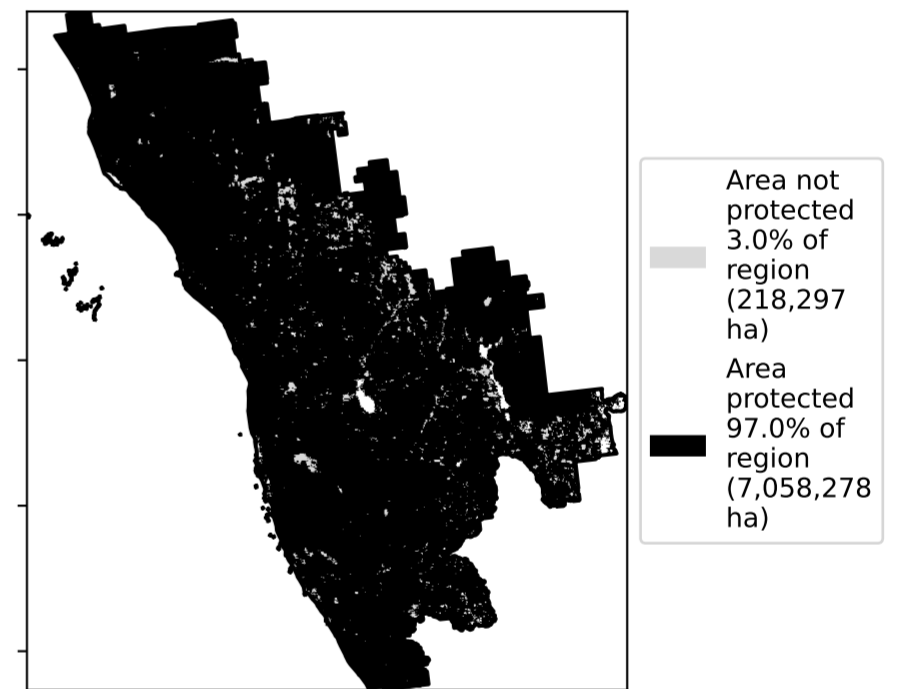 Area not
protected
3.0% of
region
(218,297
ha)
Area
protected
97.0% of
region
(7,058,278
ha)